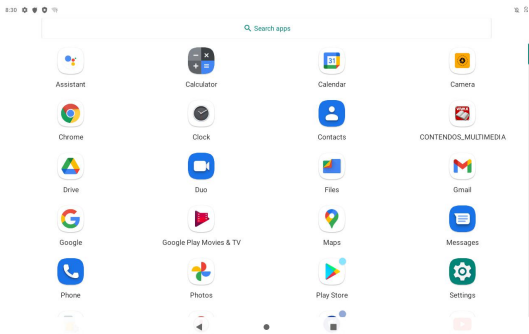 8:30
Search apps
Assistant
Calculator
31
Calendar
Camera
Chrome
Clock
Contacts
CONTENDOS_MULTIMEDIA
Drive
Duo
Files
Gmail
Google
Google Play Movies & TV
Maps
Messages
Phone
Photos
Play Store
Settings